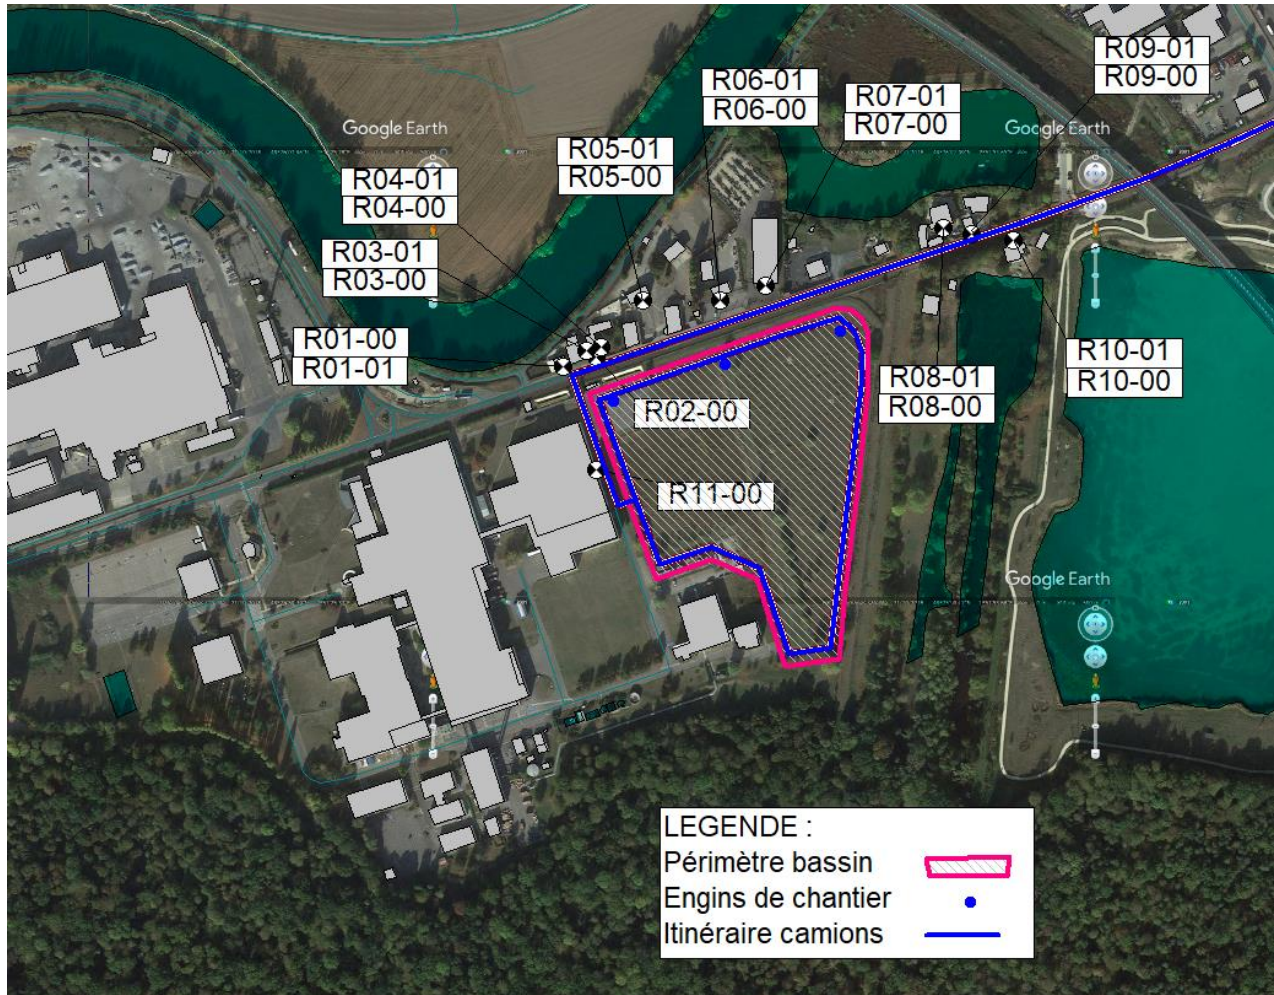 R09-01
R09-00
R06-01
R06-00
R07-01
R07-00
Google Earth
Google Earth
R05-01
R05-00
R04-01
R04-00
R03-01
R03-00
R01-00
R01-01
R10-01
R10-00
R08-01
R08-00
R02-00
R11-00
Google Earth
LEGENDE :
Périmètre bassin
Engins de chantier
Itinéraire camions